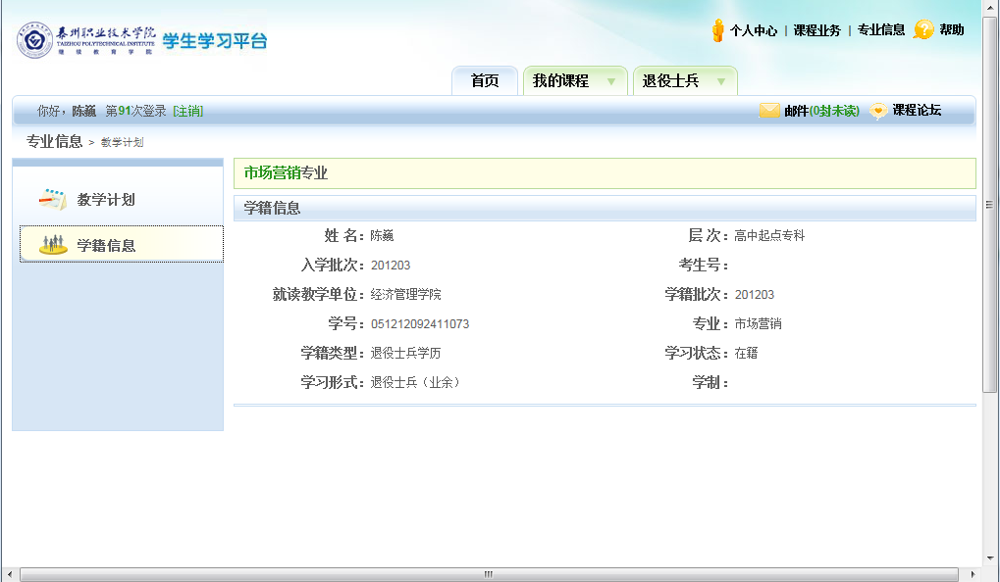 泰州职业技术学院
TAIZHOU POLYTECHNICAL INSTITUTE
继续教育学院
学生学习平台
个人中心 | 课程业务 | 专业信息 帮助
首页 我的课程 退役士兵
你好，陈巍 第91次登录 [注销] 邮件(0封未读) 课程论坛
专业信息 > 教学计划
教学计划
学籍信息
市场营销专业
学籍信息
姓 名：陈巍 层 次：高中起点专科
入学批次：201203 考生号：
就读教学单位：经济管理学院 学籍批次：201203
学号：051212092411073 专业：市场营销
学籍类型：退役士兵学历 学习状态：在籍
学习形式：退役士兵（业余） 学制：